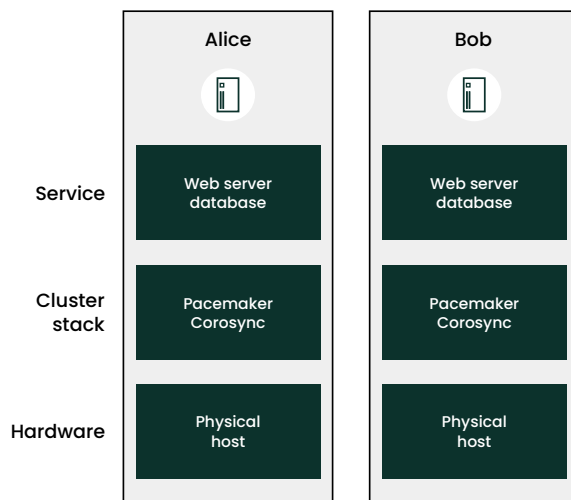 Alice
Bob
Service
Web server
database
Web server
database
Cluster
stack
Pacemaker
Corosync
Pacemaker
Corosync
Hardware
Physical
host
Physical
host